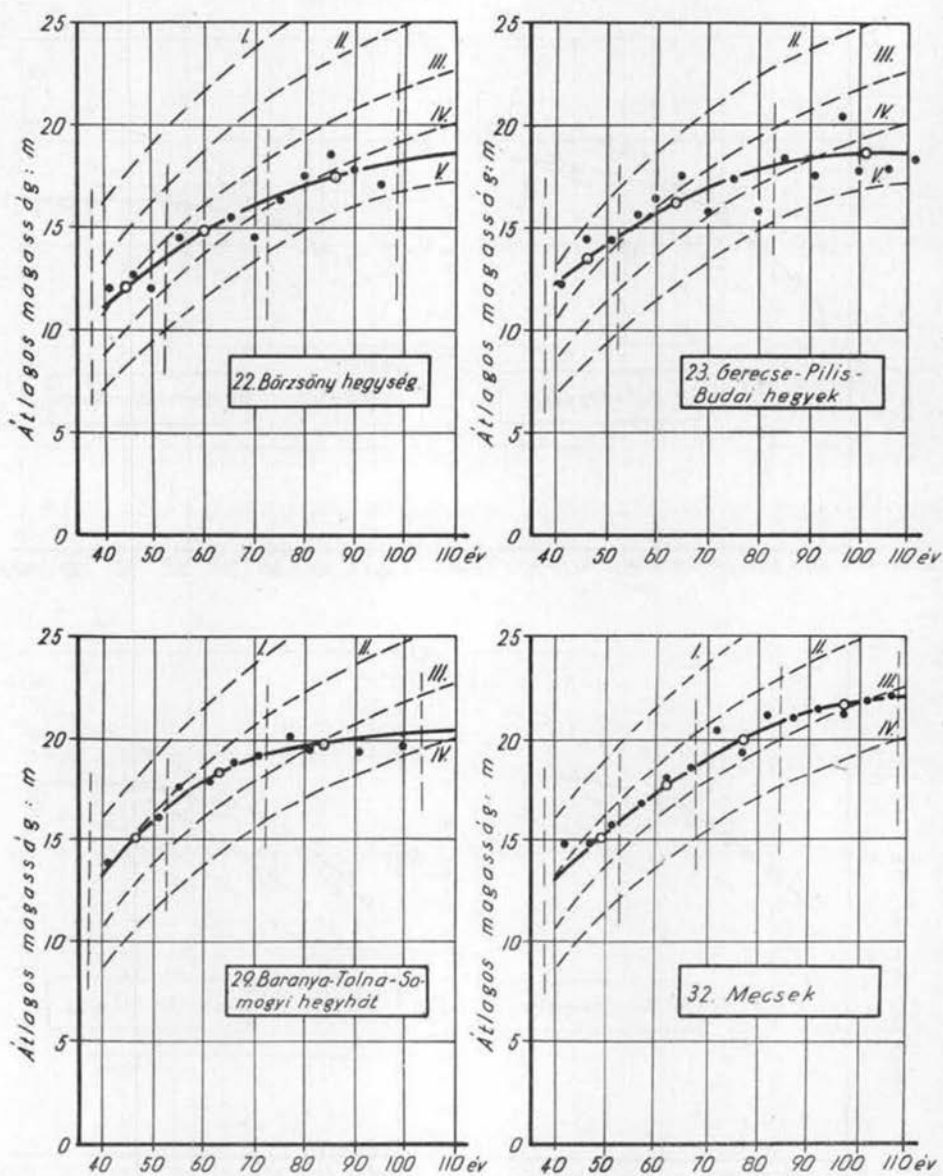 25
20
15
10
5
0
Átlagos magasság: m
I.
II.
III.
IV.
V.
22. Börzsöny hegység.
40 50 60 70 80 90 100 110 év
25
20
15
10
5
0
Átlagos magasság: m
II.
III.
IV.
V.
23. Gerecse-Pilis-
Budai hegyek
40 50 60 70 80 90 100 110 év
25
20
15
10
5
0
Átlagos magasság: m
I.
II.
III.
IV.
29. Baranya-Tolna-So-
mogyi hegyhát
40 50 60 70 80 90 100 110 év
25
20
15
10
5
0
Átlagos magasság: m
I.
II.
III.
IV.
32. Mecsek
40 50 60 70 80 90 100 110 év